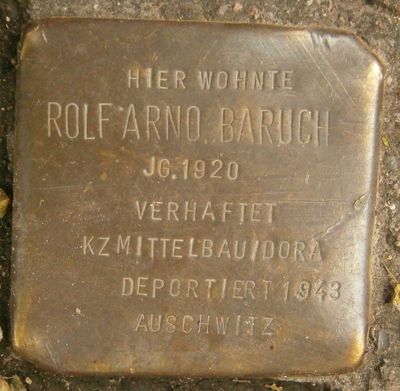 HIER WOHNTE
ROLF ARNO BARUCH
JG. 1920
VERHAFTET
KZ MITTELBAU/DORA
DEPORTIERT 1943
AUSCHWITZ